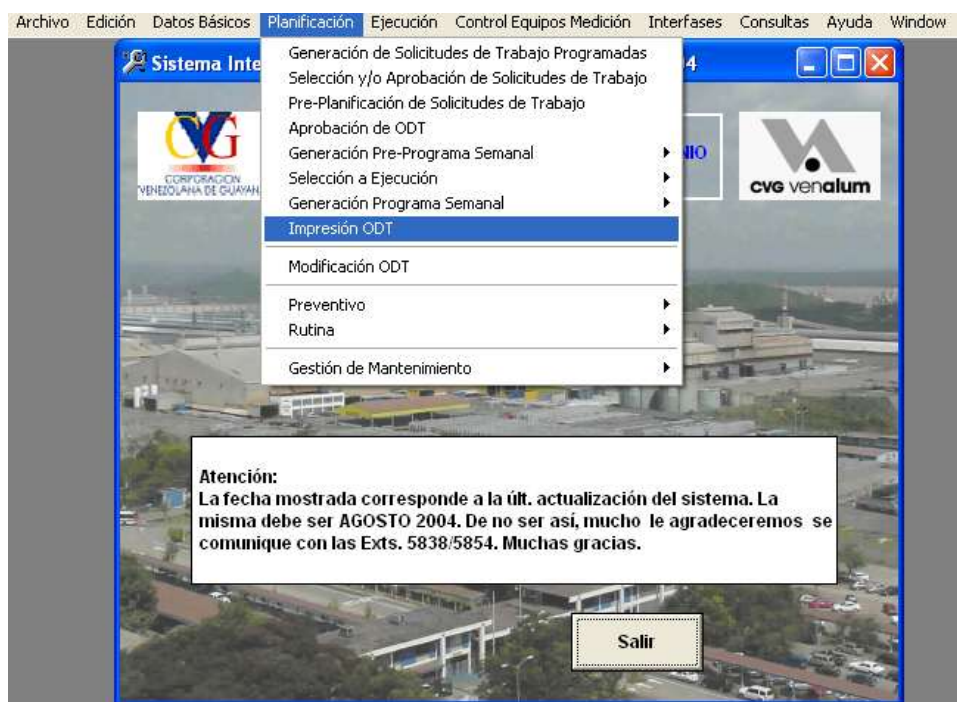 Archivo Edición Datos Básicos Planificación Ejecución Control Equipos Medición Interfases Consultas Ayuda Window
Sistema Inte
4
Generación de Solicitudes de Trabajo Programadas
Selección y/o Aprobación de Solicitudes de Trabajo
Pre-Planificación de Solicitudes de Trabajo
Aprobación de ODT
Generación Pre-Programa Semanal
Selección a Ejecución
Generación Programa Semanal
Impresión ODT
Modificación ODT
Preventivo
Rutina
Gestión de Mantenimiento
CVG
CORPORACION
VENEZOLANA DE GUAYAN
NIO
CVG venalum
Atención:
La fecha mostrada corresponde a la últ. actualización del sistema. La
misma debe ser AGOSTO 2004. De no ser así, mucho le agradeceremos se
comunique con las Exts. 5838/5854. Muchas gracias.
Salir